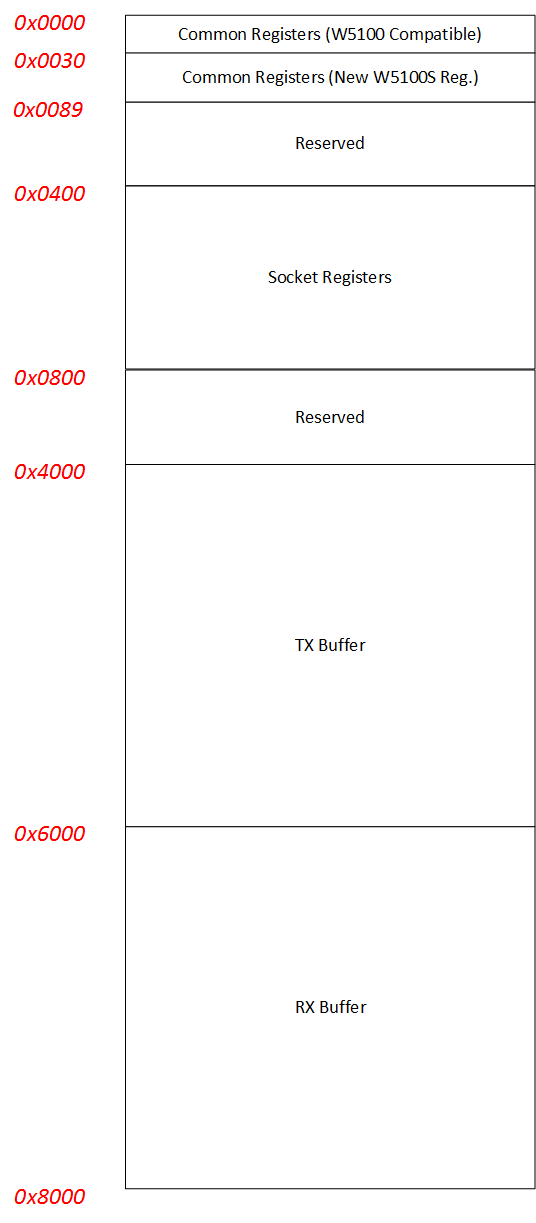 0x0000
Common Registers (W5100 Compatible)
0x0030
Common Registers (New W5100S Reg.)
0x0089
Reserved
0x0400
Socket Registers
0x0800
Reserved
0x4000
TX Buffer
0x6000
RX Buffer
0x8000